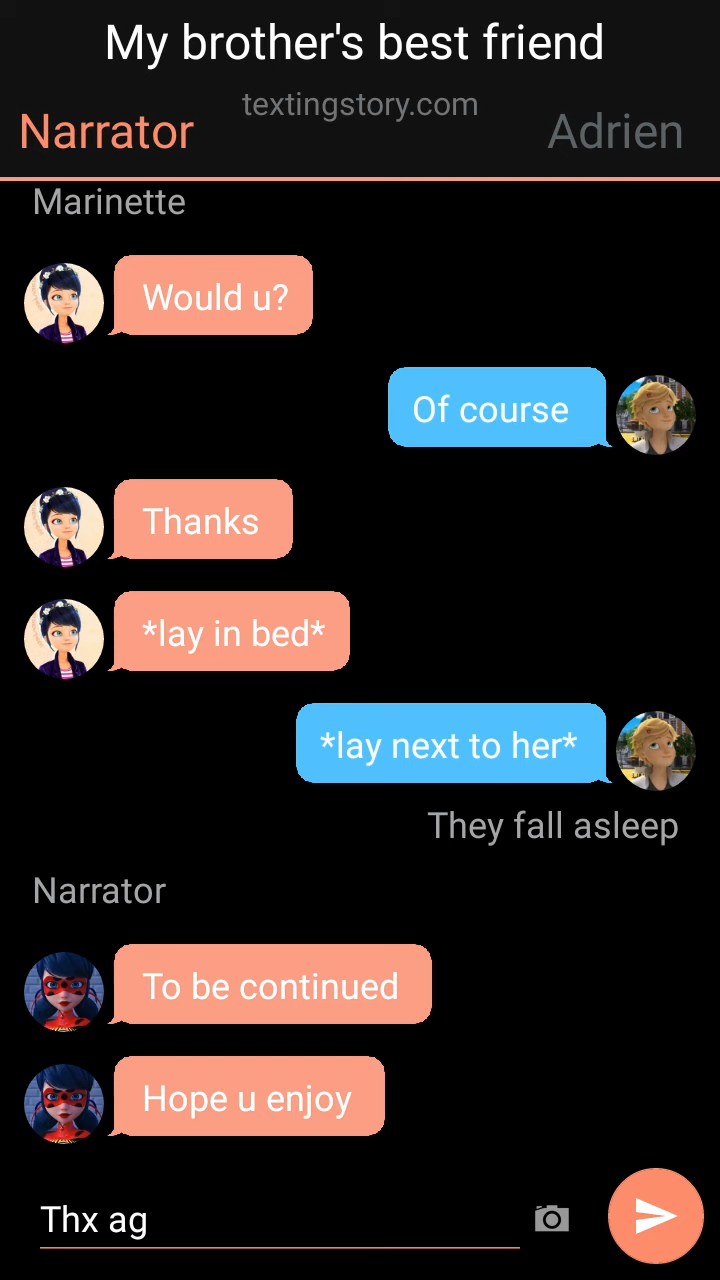 My brother's best friend
textingstory.com
Narrator
Adrien
Marinette
Would u?
Of course
Thanks
*lay in bed*
*lay next to her*
They fall asleep
Narrator
To be continued
Hope u enjoy
Thx ag